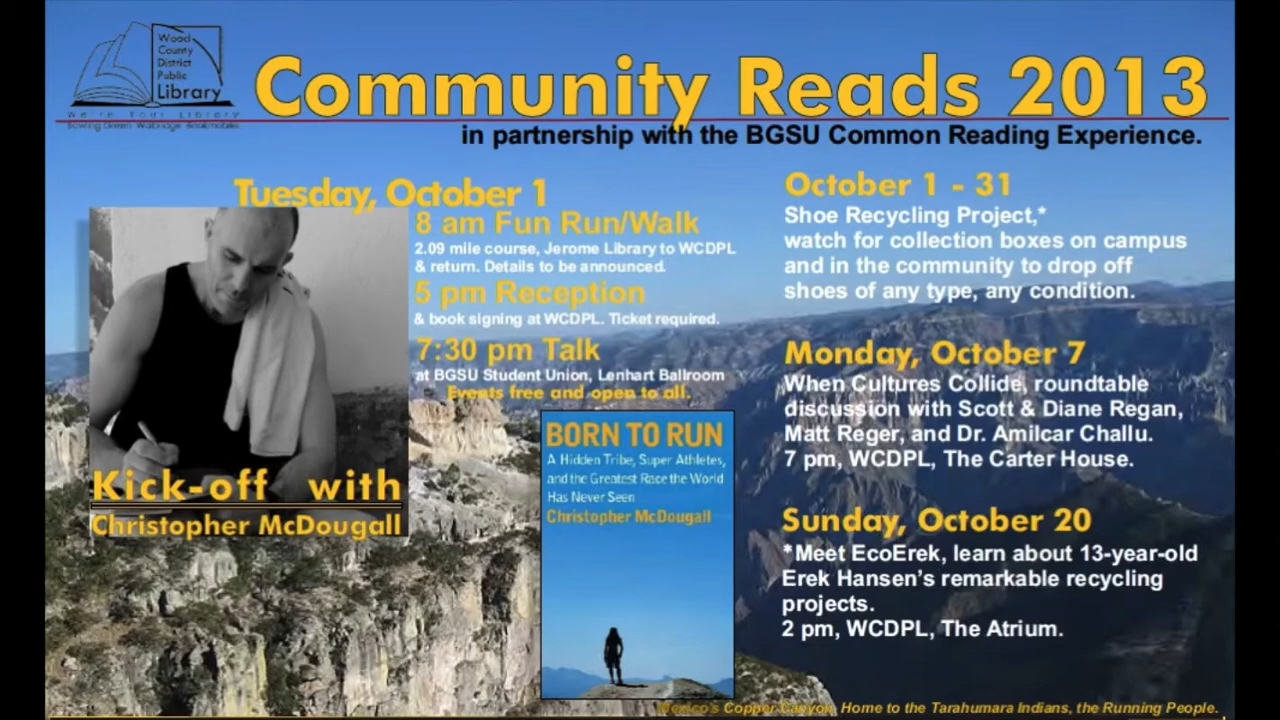 Wood
County
District
Public
Library
We're Your Library
Bowling Green Walbridge Bookmobiles
Community Reads 2013
in partnership with the BGSU Common Reading Experience.
Tuesday, October 1
8 am Fun Run/Walk
2.09 mile course, Jerome Library to WCDPL
& return. Details to be announced.
5 pm Reception
& book signing at WCDPL. Ticket required.
7:30 pm Talk
at BGSU Student Union, Lenhart Ballroom
Events free and open to all.
Kick-off with
Christopher McDougall
BORN TO RUN
A Hidden Tribe, Super Athletes,
and the Greatest Race the World
Has Never Seen
Christopher McDougall
October 1 - 31
Shoe Recycling Project,*
watch for collection boxes on campus
and in the community to drop off
shoes of any type, any condition.
Monday, October 7
When Cultures Collide, roundtable
discussion with Scott & Diane Regan,
Matt Reger, and Dr. Amilcar Challu.
7 pm, WCDPL, The Carter House.
Sunday, October 20
*Meet EcoErek, learn about 13-year-old
Erek Hansen's remarkable recycling
projects.
2 pm, WCDPL, The Atrium.
Mexico's Copper Canyon, Home to the Tarahumara Indians, the Running People.